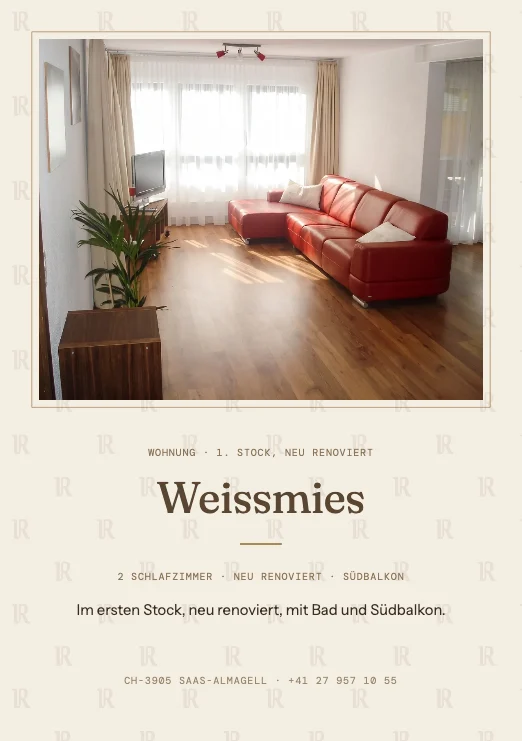 WOHNUNG · 1. STOCK, NEU RENOVIERT
Weissmies
2 SCHLAFZIMMER · NEU RENOVIERT · SÜDBALKON
Im ersten Stock, neu renoviert, mit Bad und Südbalkon.
CH-3905 SAAS-ALMAGELL · +41 27 957 10 55